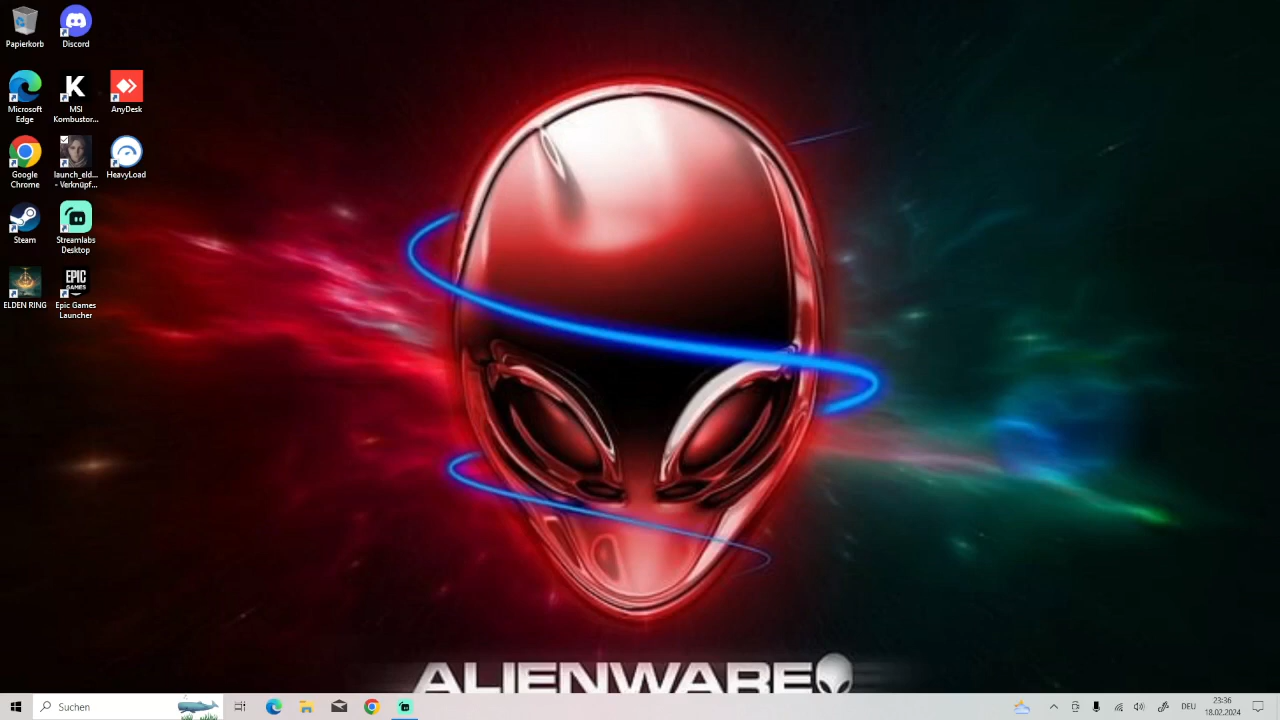 Papierkorb
Discord
Microsoft
Edge
K
MSI
Kombustor...
AnyDesk
Google
Chrome
launch_eld...
- Verknüpf...
HeavyLoad
Steam
Streamlabs
Desktop
ELDEN RING
EPIC
GAMES
Epic Games
Launcher
ALIENWARE
Suchen
DEU
23:36
18.02.2024